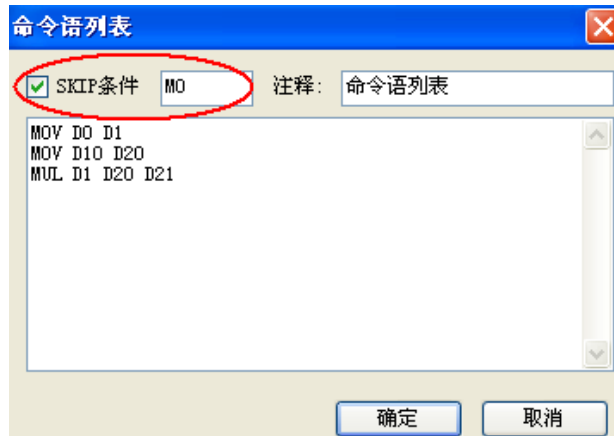 命令语列表
SKIP条件 M0 注释: 命令语列表
MOV D0 D1
MOV D10 D20
MUL D1 D20 D21
确定 取消